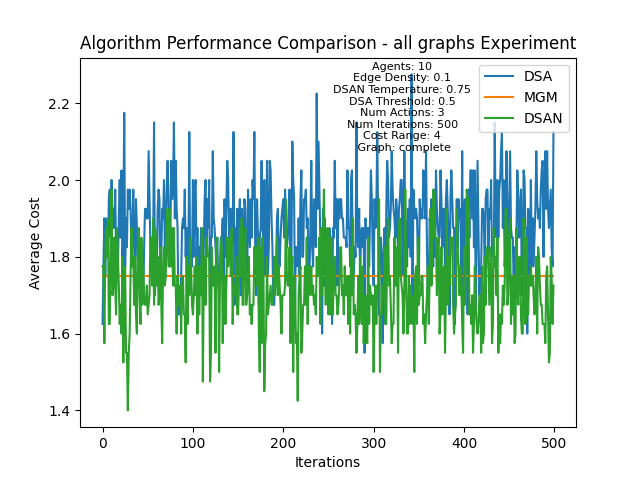 Algorithm Performance Comparison - all graphs Experiment
Agents: 10
Edge Density: 0.1
DSAN Temperature: 0.75
DSA Threshold: 0.5
Num Actions: 3
Num Iterations: 500
Cost Range: 4
Graph: complete
DSA
MGM
DSAN
Average Cost
2.2
2.0
1.8
1.6
1.4
0
100
200
300
400
500
Iterations